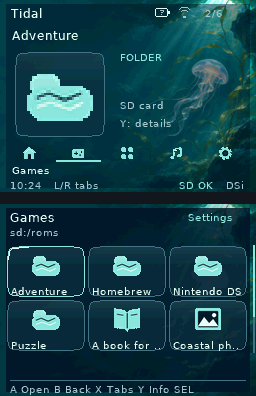 Tidal
2/6
Adventure
FOLDER
SD card
Y: details
Games
10:24 L/R tabs SD OK DSi
Games Settings
sd:/roms
Adventure Homebrew Nintendo DS
Puzzle A book for .. Coastal ph..
A Open B Back X Tabs Y Info SEL